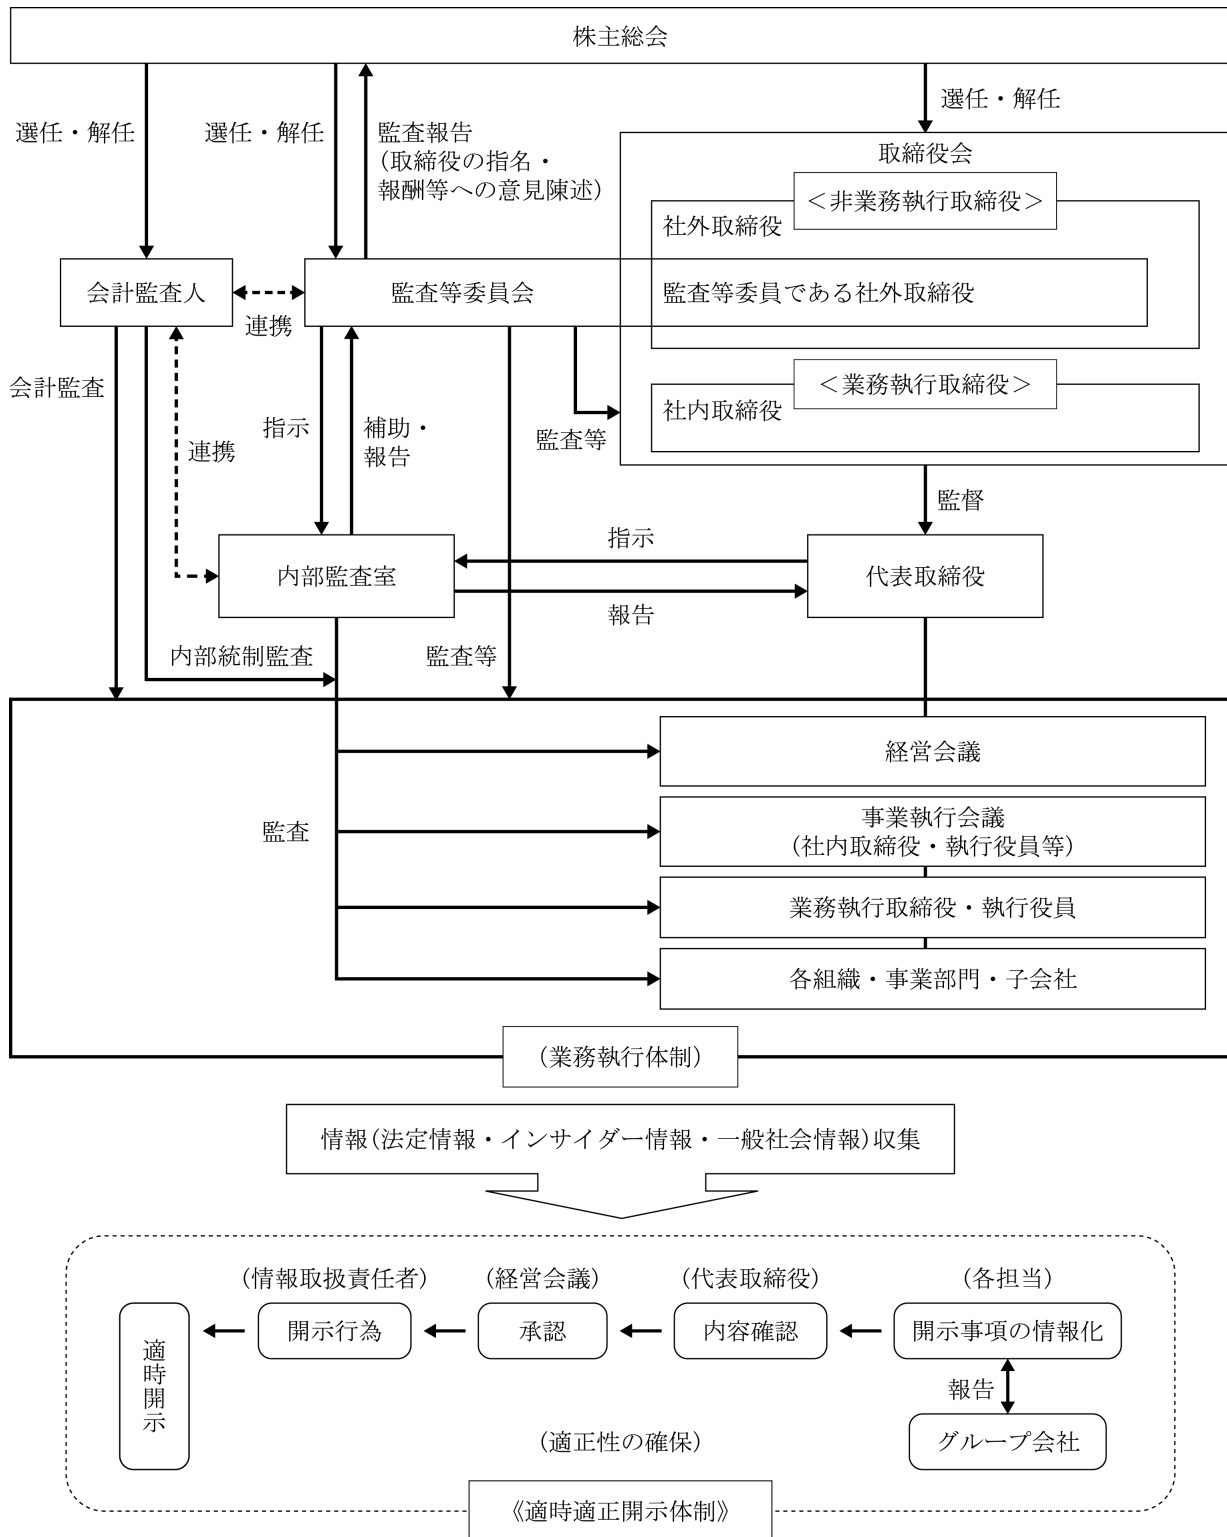 株主総会
選任・解任
選任・解任
監査報告
(取締役の指名・
報酬等への意見陳述)
選任・解任
取締役会
＜非業務執行取締役＞
社外取締役
会計監査人
連携
監査等委員会
監査等委員である社外取締役
＜業務執行取締役＞
社内取締役
会計監査
連携
指示
補助・
報告
監査等
監督
内部監査室
指示
報告
代表取締役
内部統制監査
監査等
経営会議
監査
事業執行会議
(社内取締役・執行役員等)
業務執行取締役・執行役員
各組織・事業部門・子会社
(業務執行体制)
情報(法定情報・インサイダー情報・一般社会情報)収集
(情報取扱責任者)
(経営会議)
(代表取締役)
(各担当)
適時開示
開示行為
承認
内容確認
開示事項の情報化
報告
グループ会社
(適正性の確保)
《適時適正開示体制》